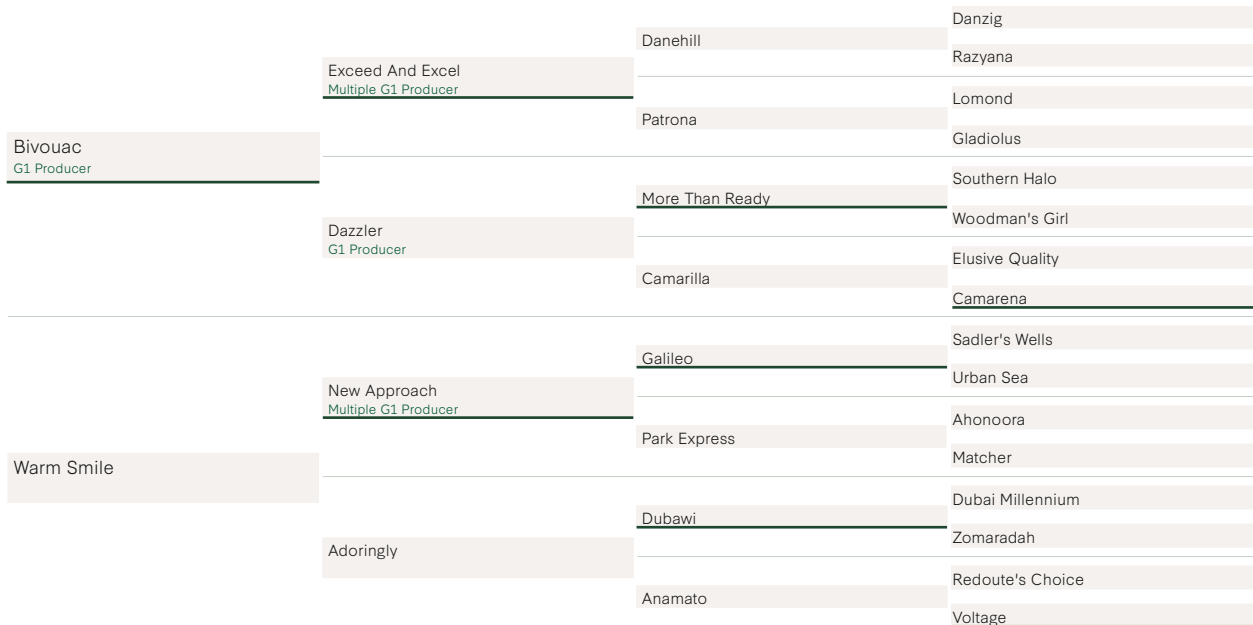 Danzig
Danehill
Razyana
Exceed And Excel
Multiple G1 Producer
Lomond
Patrona
Gladiolus
Bivouac
G1 Producer
Southern Halo
More Than Ready
Woodman's Girl
Dazzler
G1 Producer
Elusive Quality
Camarilla
Camarena
Sadler's Wells
Galileo
Urban Sea
New Approach
Multiple G1 Producer
Ahonoora
Park Express
Matcher
Warm Smile
Dubai Millennium
Dubawi
Zomaradah
Adoringly
Redoute's Choice
Anamato
Voltage